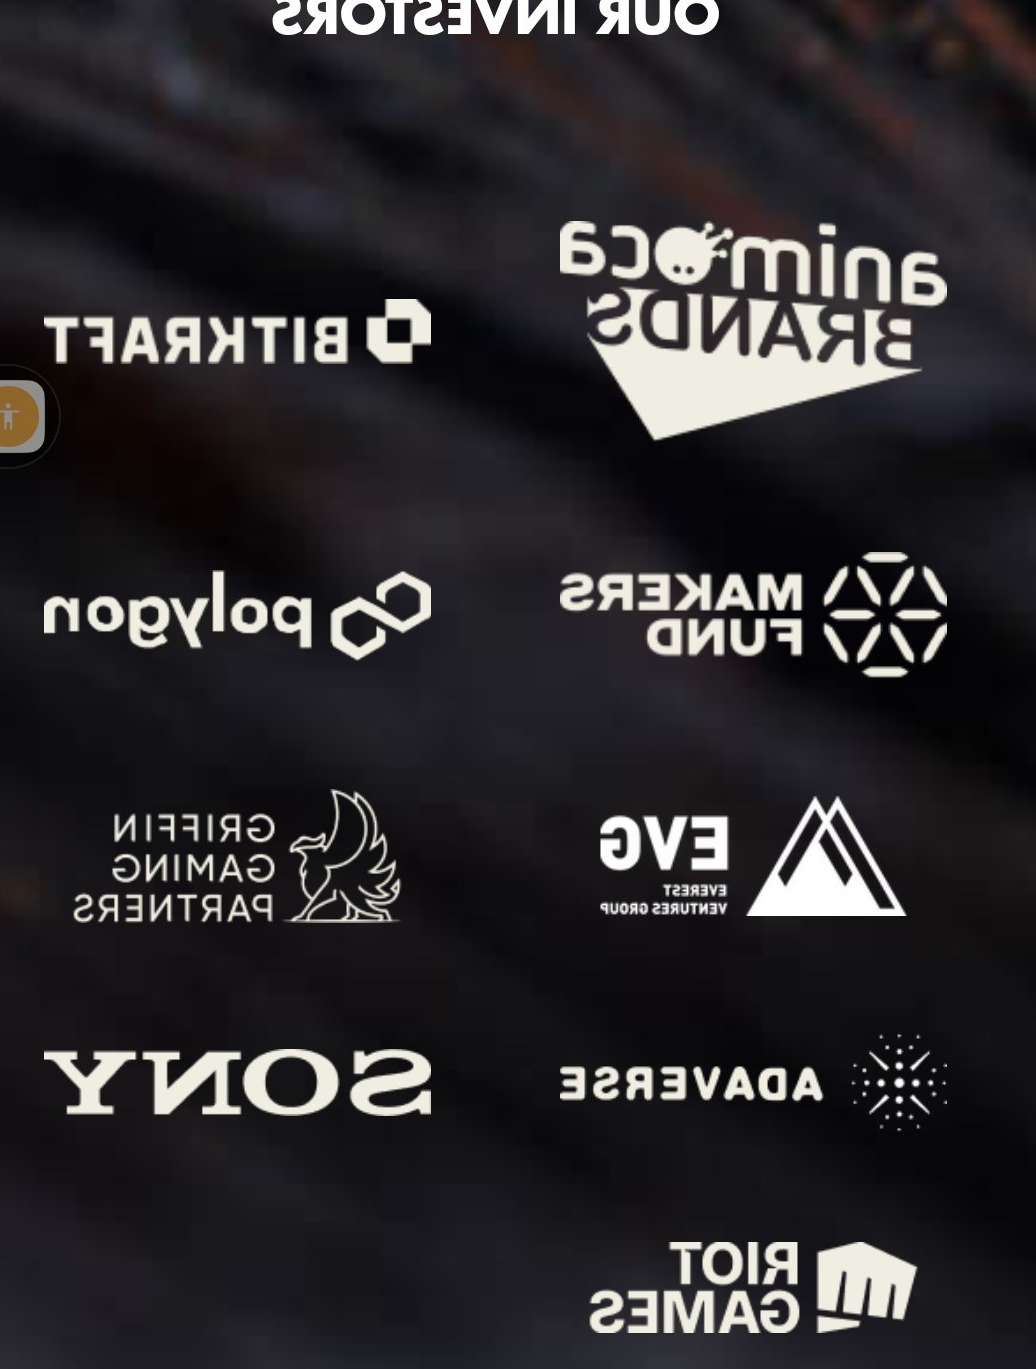 OUR INVESTORS
animoca
BRANDS
BITKRAFT
MAKERS
FUND
polygon
EVG
EVEREST
VENTURES GROUP
GRIFFIN
GAMING
PARTNERS
ADAVERSE
SONY
RIOT
GAMES